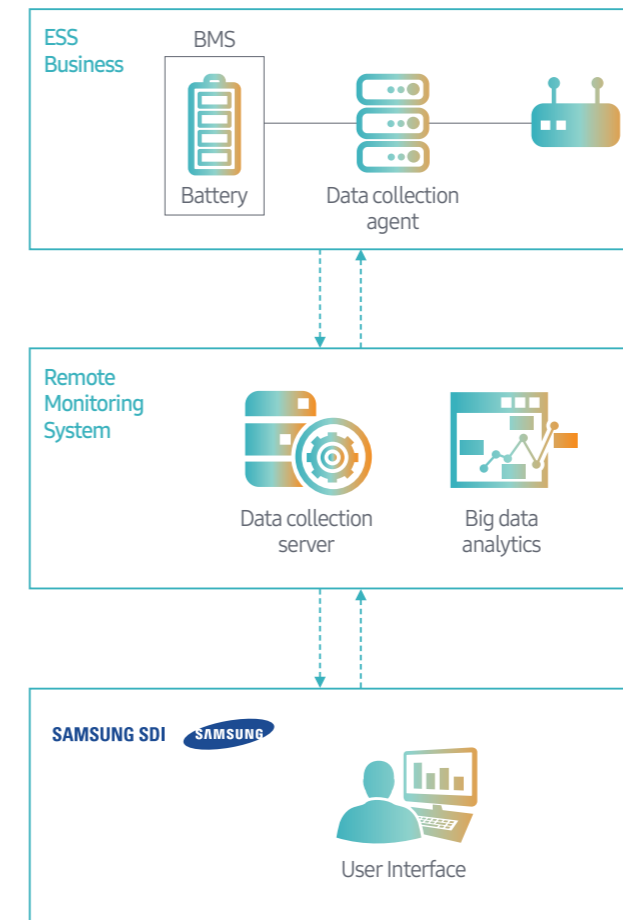 ESS
Business
BMS
Battery
Data collection
agent
Remote
Monitoring
System
Data collection
server
Big data
analytics
SAMSUNG SDI
SAMSUNG
User Interface